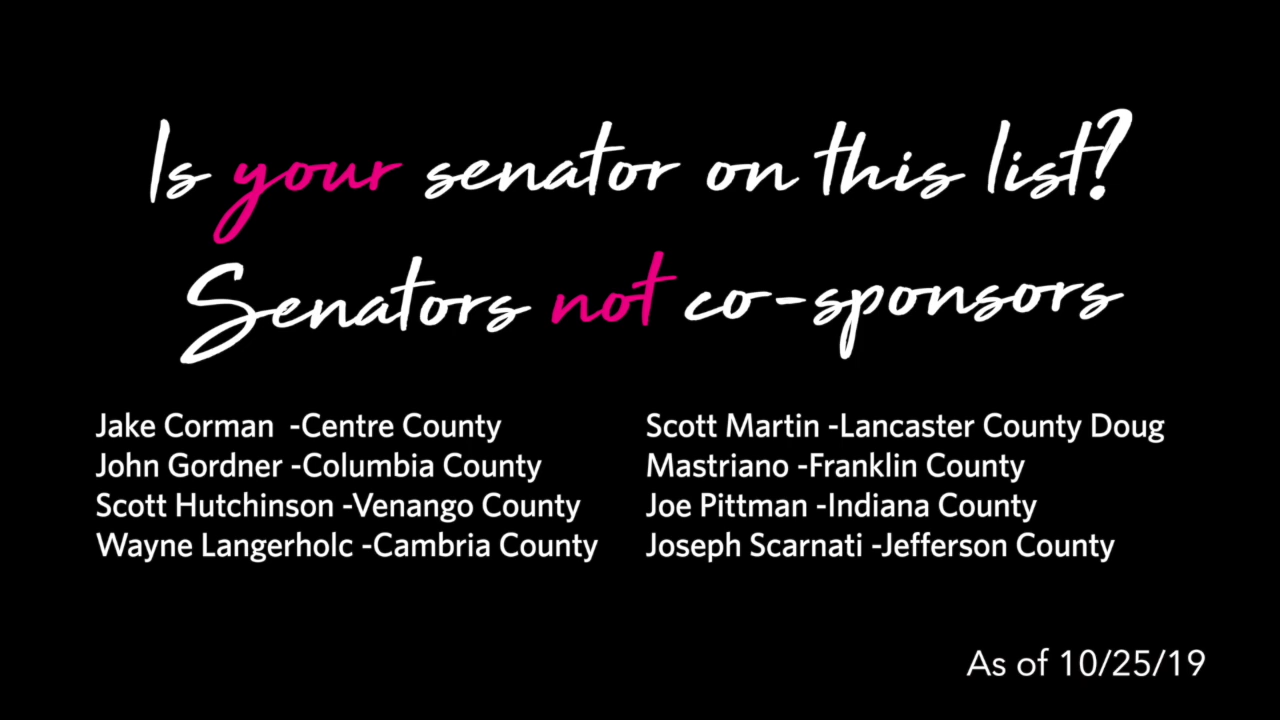 Is your senator on this list?
Senators not co-sponsors
Jake Corman -Centre County
John Gordner -Columbia County
Scott Hutchinson -Venango County
Wayne Langerholc -Cambria County
Scott Martin -Lancaster County Doug
Mastriano -Franklin County
Joe Pittman -Indiana County
Joseph Scarnati -Jefferson County
As of 10/25/19